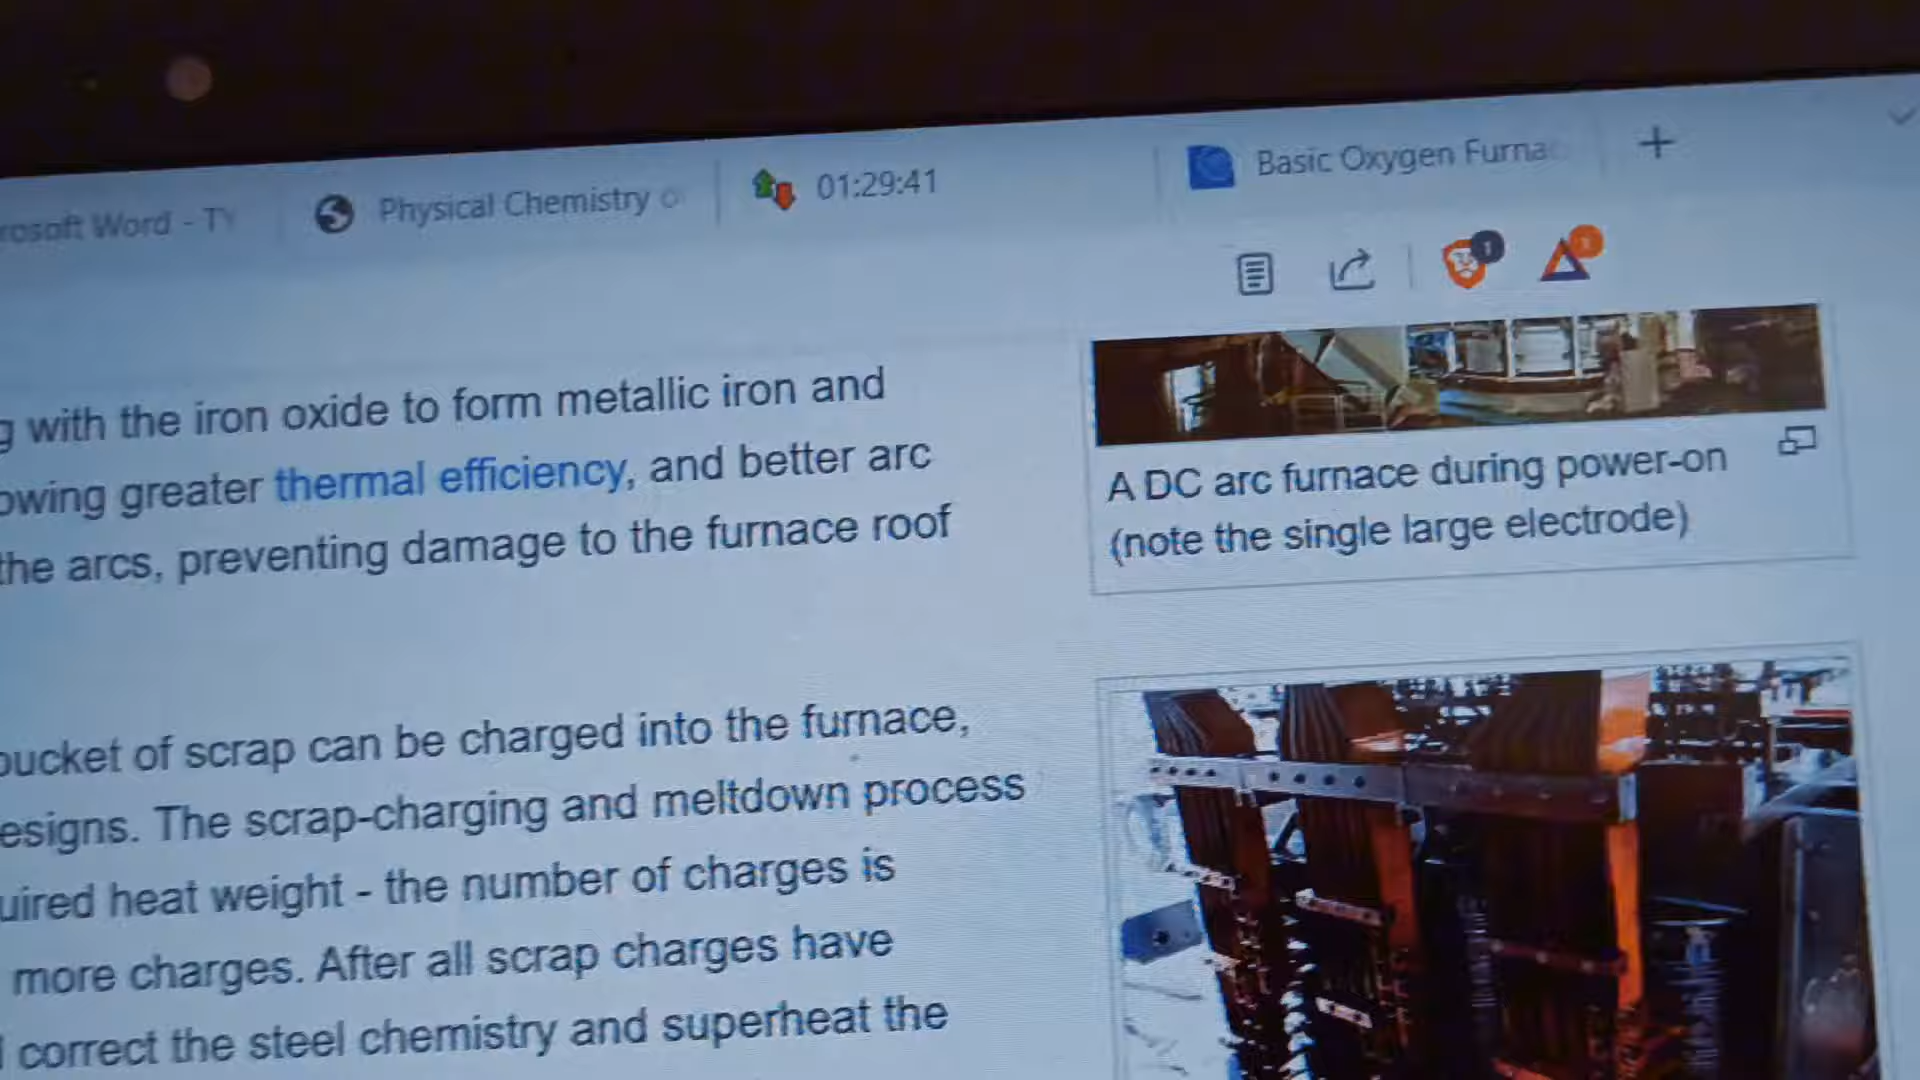 rosoft Word - TY
Physical Chemistry o
01:29:41
Basic Oxygen Furna
g with the iron oxide to form metallic iron and
owing greater thermal efficiency, and better arc
the arcs, preventing damage to the furnace roof
A DC arc furnace during power-on
(note the single large electrode)
bucket of scrap can be charged into the furnace,
esigns. The scrap-charging and meltdown process
uired heat weight - the number of charges is
more charges. After all scrap charges have
correct the steel chemistry and superheat the